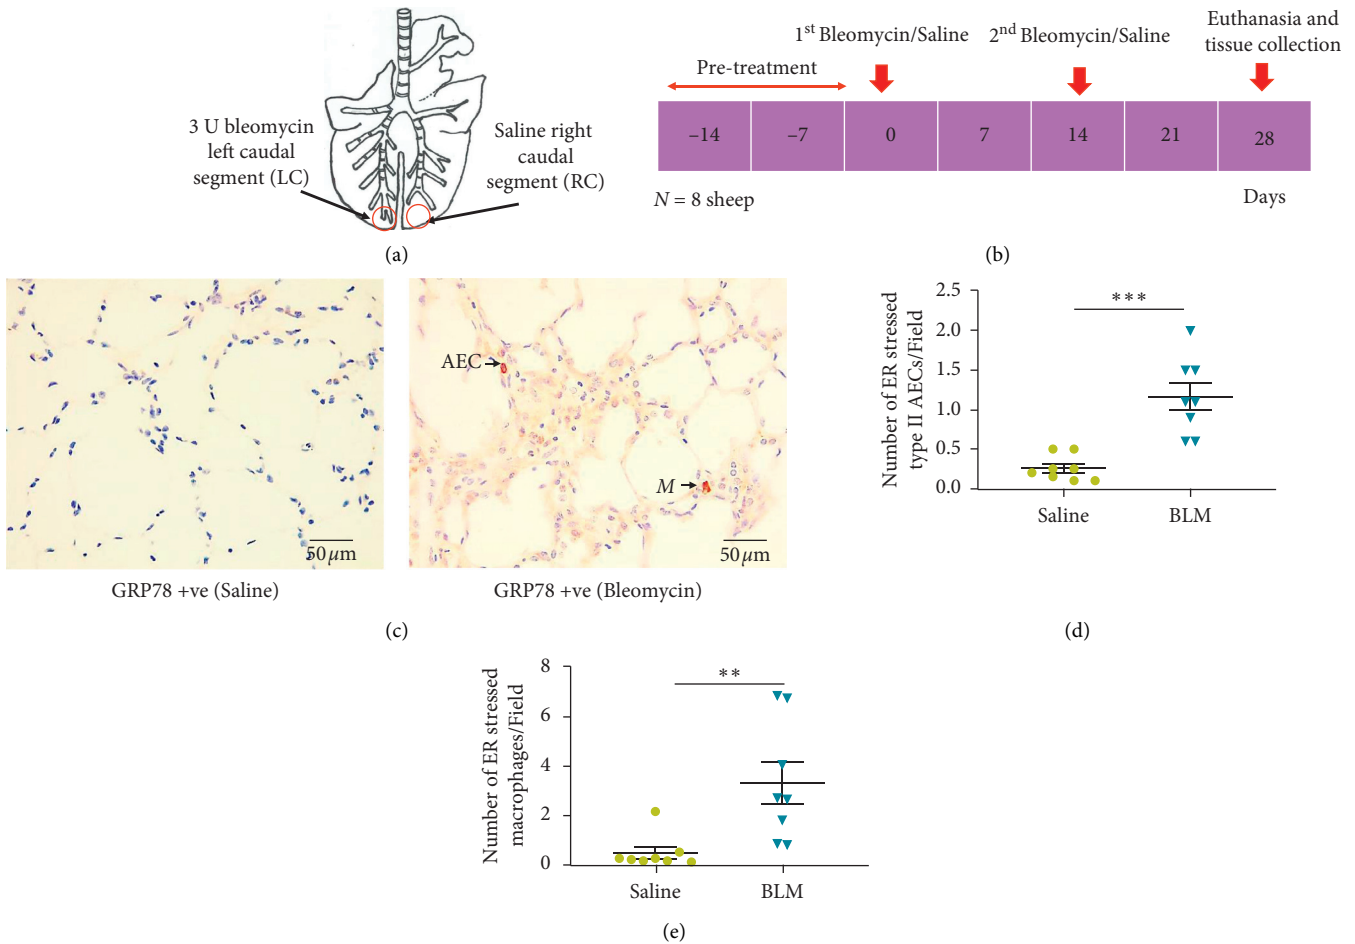 3 U bleomycin
left caudal
segment (LC)
Saline right
caudal
segment (RC)
(a)
1st Bleomycin/Saline
2nd Bleomycin/Saline
Euthanasia and
tissue collection
Pre-treatment
–14 –7 0 7 14 21 28
N = 8 sheep
Days
(b)
AEC
M
50 μm
50 μm
GRP78 +ve (Saline)
GRP78 +ve (Bleomycin)
(c)
Number of ER stressed
type II AECs/Field
2.5
2.0
1.5
1.0
0.5
0.0
***
Saline
BLM
(d)
Number of ER stressed
macrophages/Field
8
6
4
2
0
**
Saline
BLM
(e)